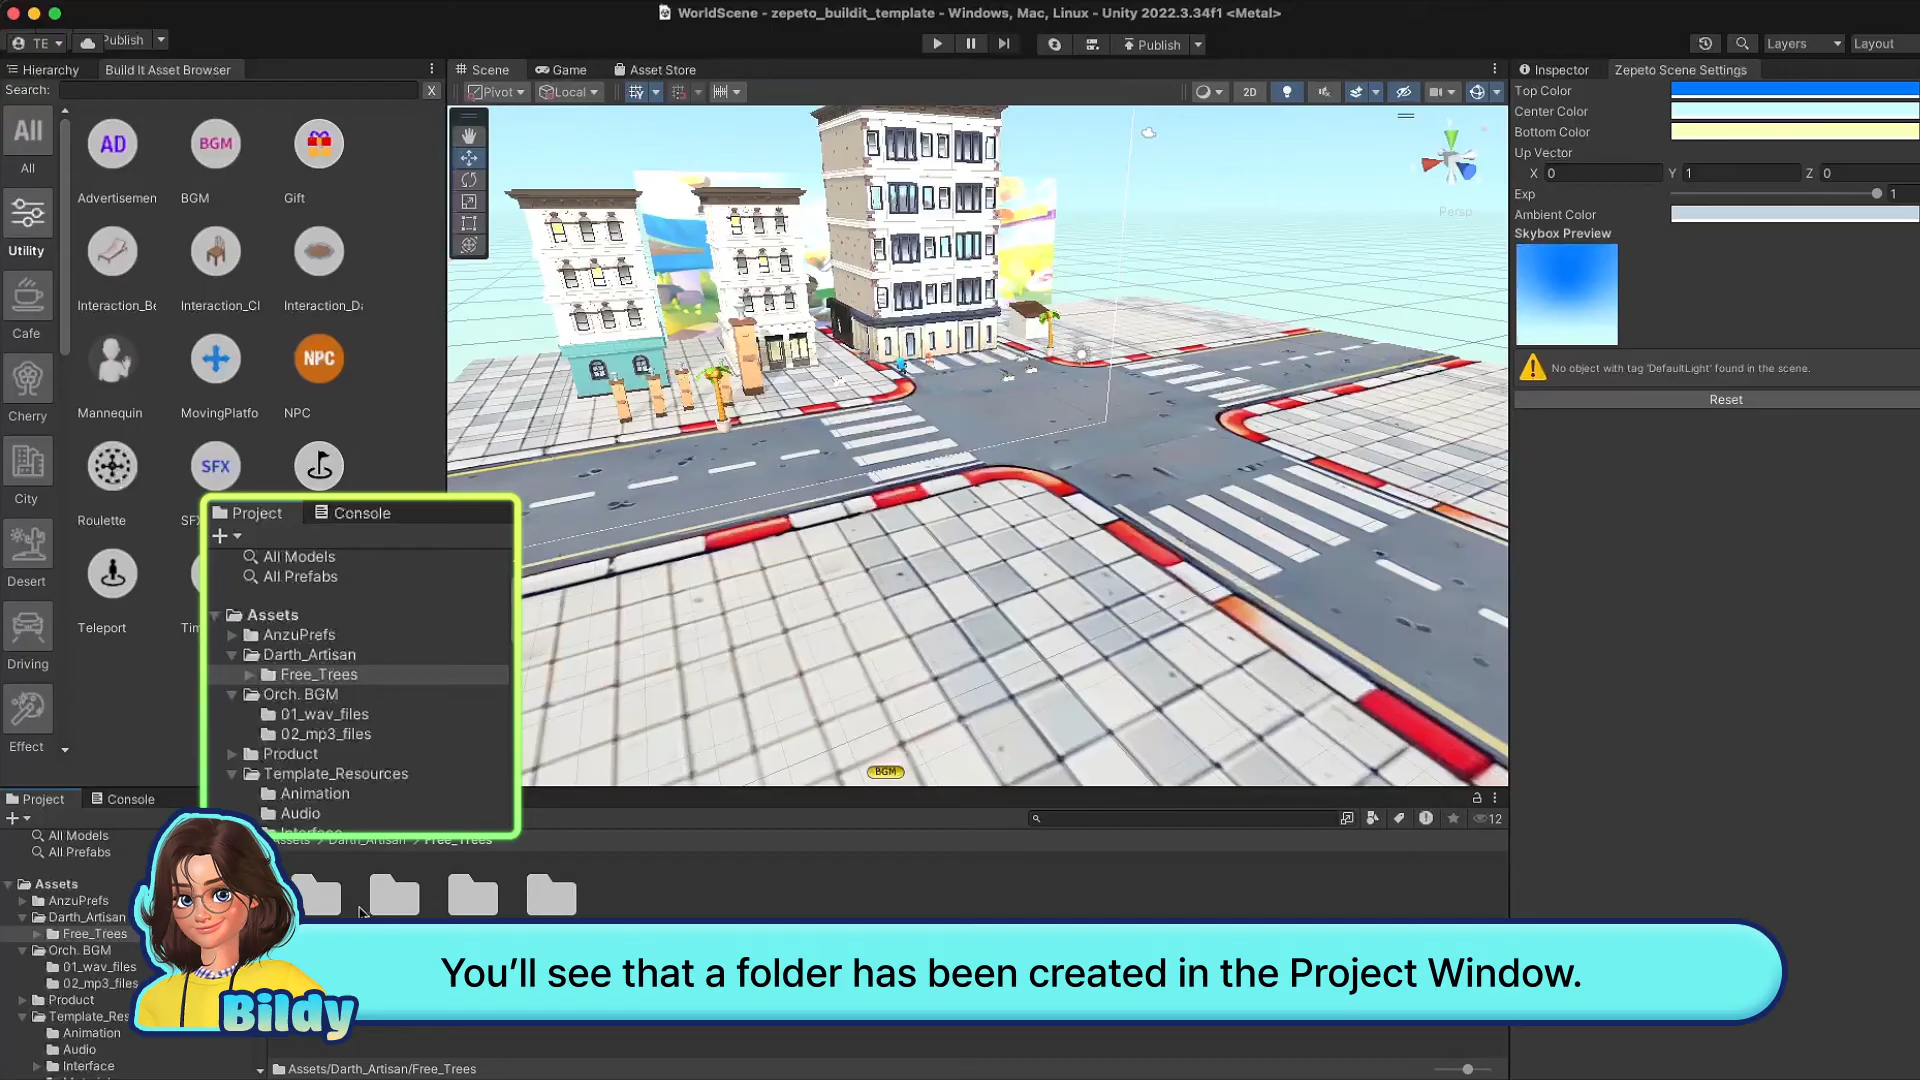 WorldScene - zepeto_buildit_template - Windows, Mac, Linux - Unity 2022.3.34f1 <Metal>
TE
Publish
Publish
Layers
Layout
Hierarchy
Build It Asset Browser
Scene
Game
Asset Store
Inspector
Zepeto Scene Settings
Search:
X
Pivot
Local
2D
Top Color
Center Color
Bottom Color
Up Vector
X 0
Y 1
Z 0
Exp
1
Ambient Color
Skybox Preview
No object with tag 'DefaultLight' found in the scene.
Reset
Persp
All
All
Utility
Cafe
Cherry
City
Desert
Driving
Effect
AD
BGM
Advertisemen
BGM
Gift
Interaction_Be
Interaction_Cl
Interaction_Da
NPC
Mannequin
MovingPlatfo
NPC
SFX
Roulette
Teleport
Project
Console
All Models
All Prefabs
Assets
AnzuPrefs
Darth_Artisan
Free_Trees
Orch. BGM
01_wav_files
02_mp3_files
Product
Template_Resources
Animation
Audio
Interface
BGM
Project
Console
12
All Models
All Prefabs
Assets
AnzuPrefs
Darth_Artisan
Free_Trees
Orch. BGM
01_wav_files
02_mp3_files
Product
Template_Res
Animation
Audio
Interface
Assets > Darth_Artisan > Free_Trees
Bildy
You’ll see that a folder has been created in the Project Window.
Assets/Darth_Artisan/Free_Trees